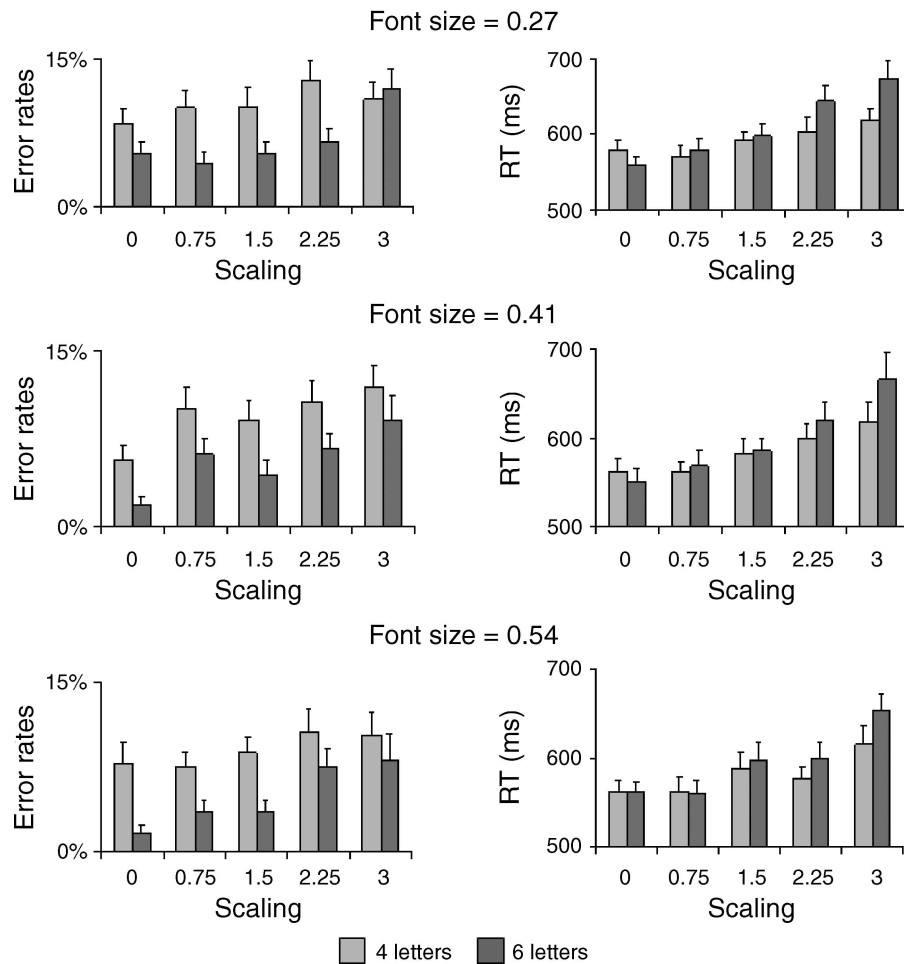 Font size = 0.27
15%
0%
Error rates
0 0.75 1.5 2.25 3
Scaling
700
600
500
RT (ms)
0 0.75 1.5 2.25 3
Scaling
Font size = 0.41
15%
0%
Error rates
0 0.75 1.5 2.25 3
Scaling
700
600
500
RT (ms)
0 0.75 1.5 2.25 3
Scaling
Font size = 0.54
15%
0%
Error rates
0 0.75 1.5 2.25 3
Scaling
700
600
500
RT (ms)
0 0.75 1.5 2.25 3
Scaling
4 letters 6 letters